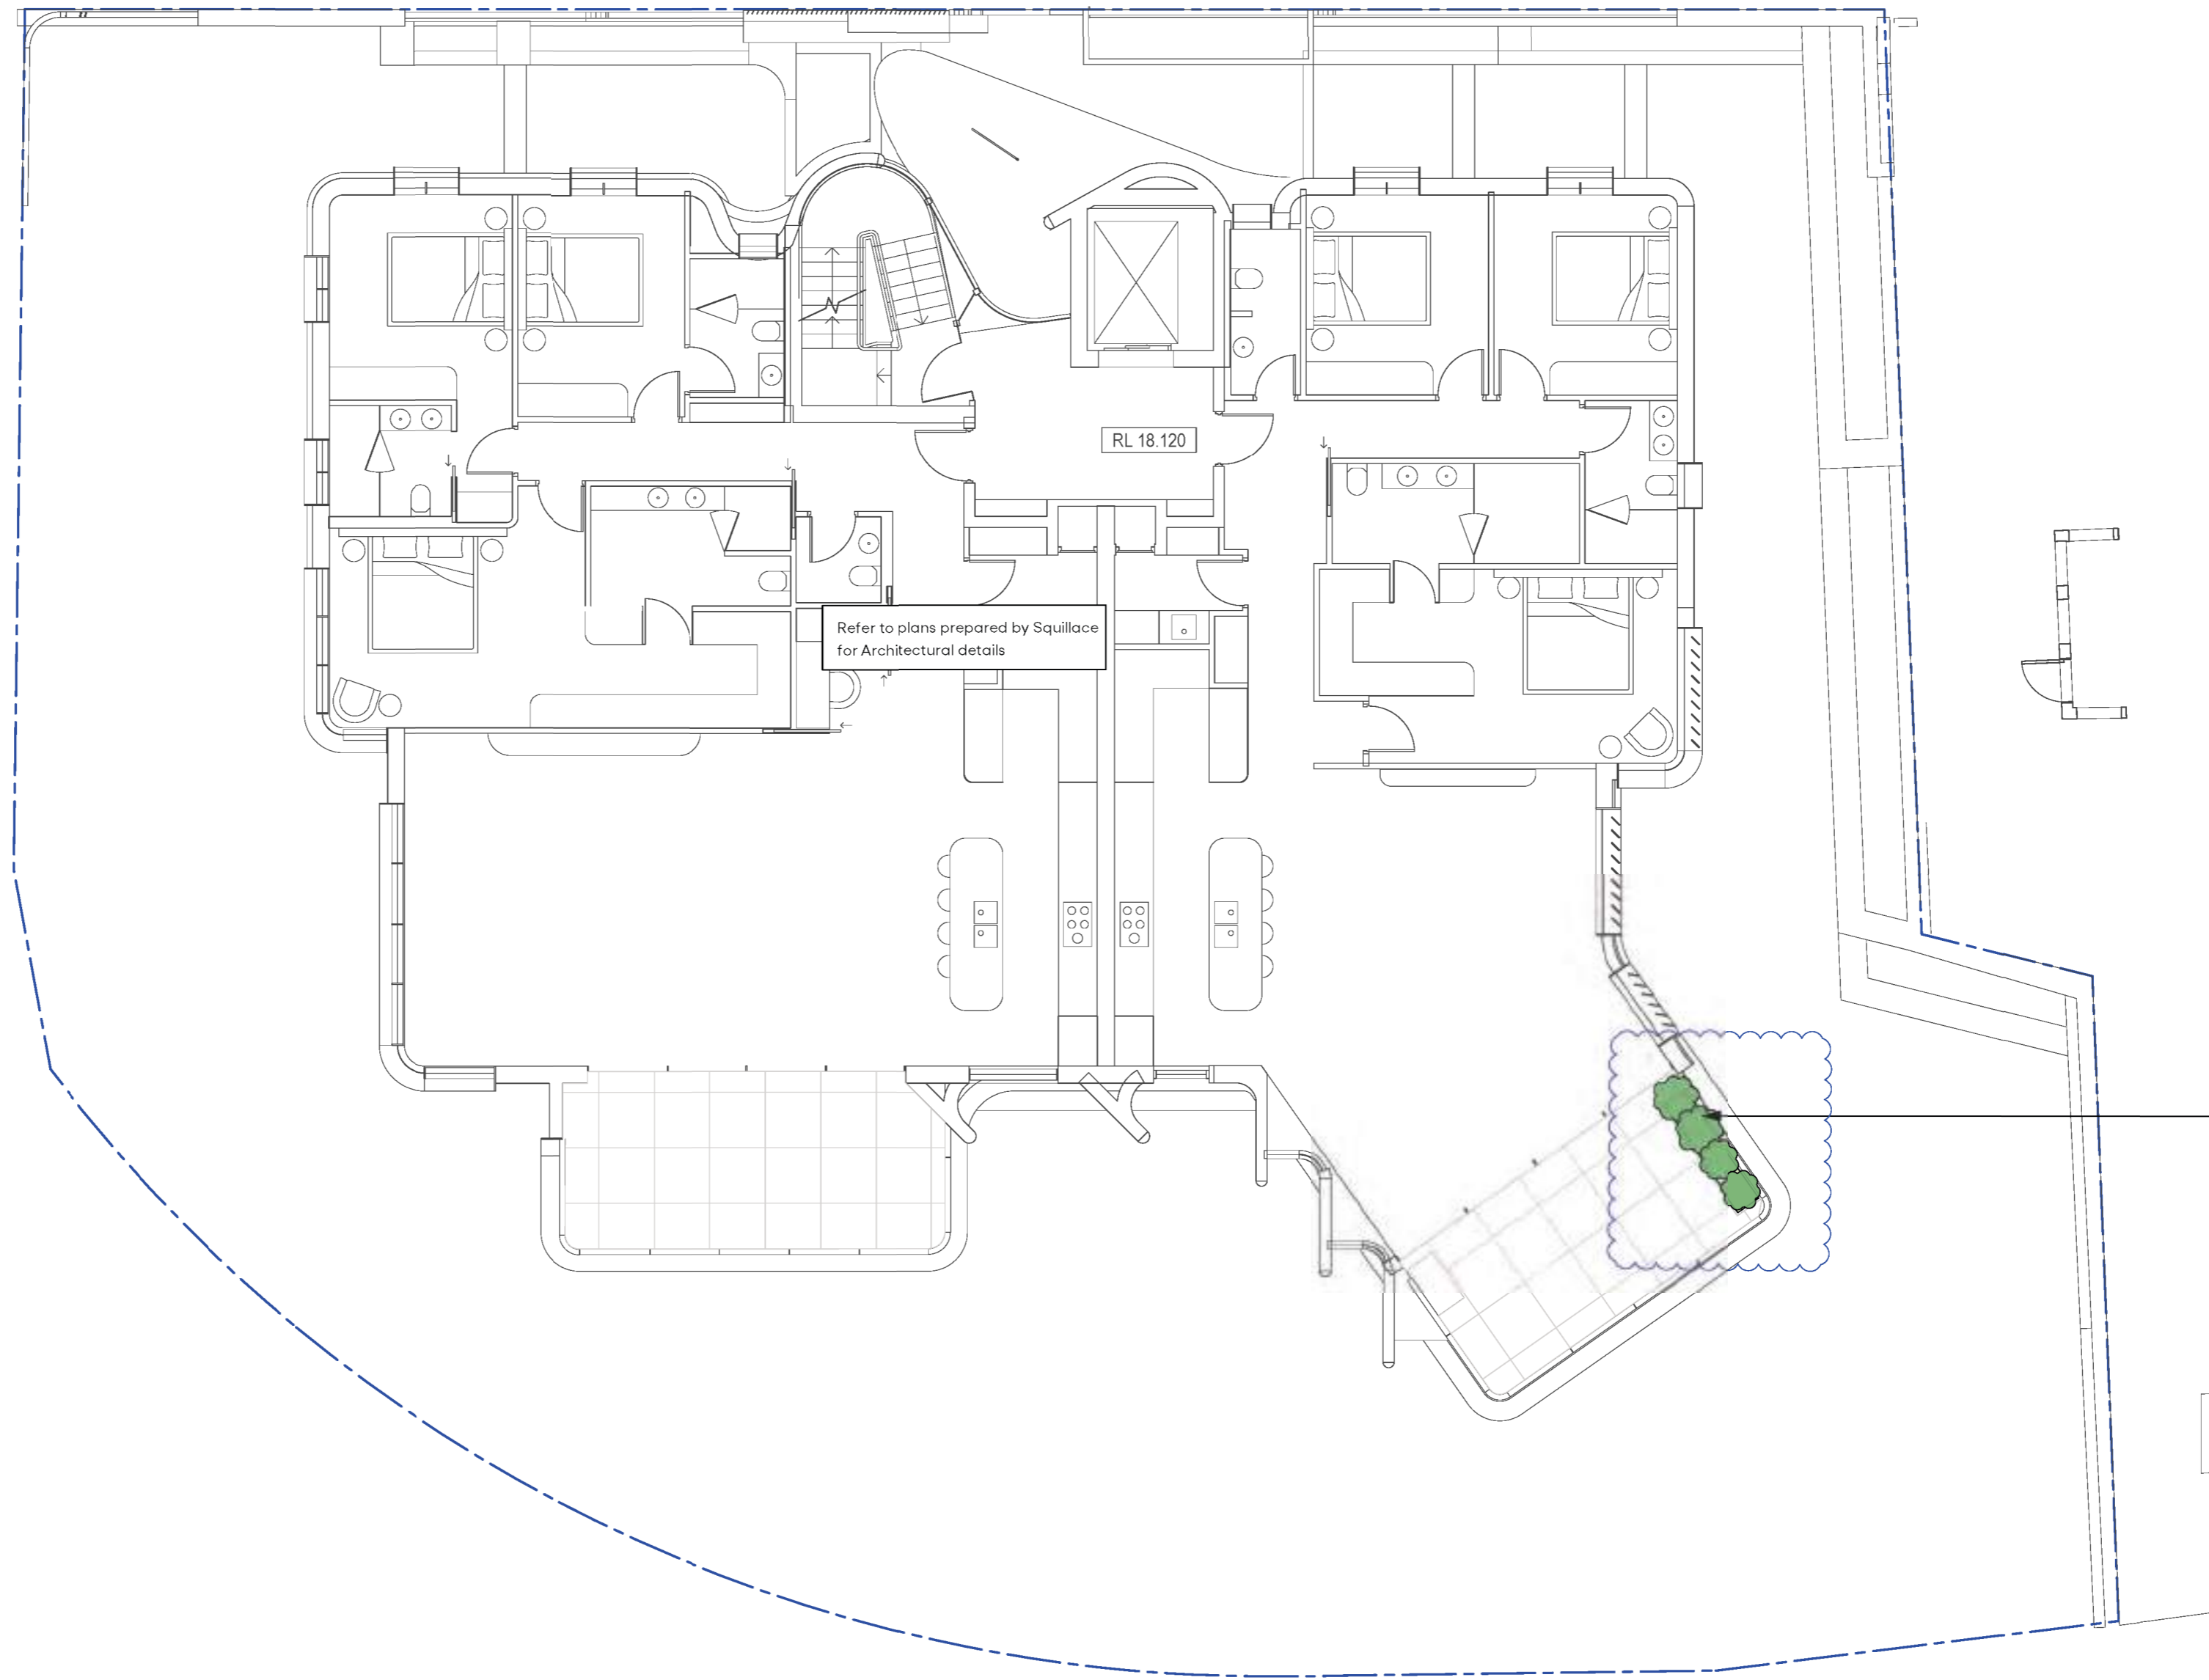 RL 18.120
Refer to plans prepared by Squillace
for Architectural details